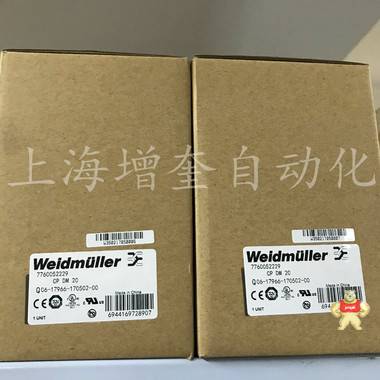 上海增奎自动化
Weidmüller
7760052229
CP DM 20
Q06-17966-170502-00
Made in China
1 UNIT
6944169728907
Weidmüller
7760052229
CP DM 20
Q06-17966-170502-00
Made in China
1 UNIT
6944169728907